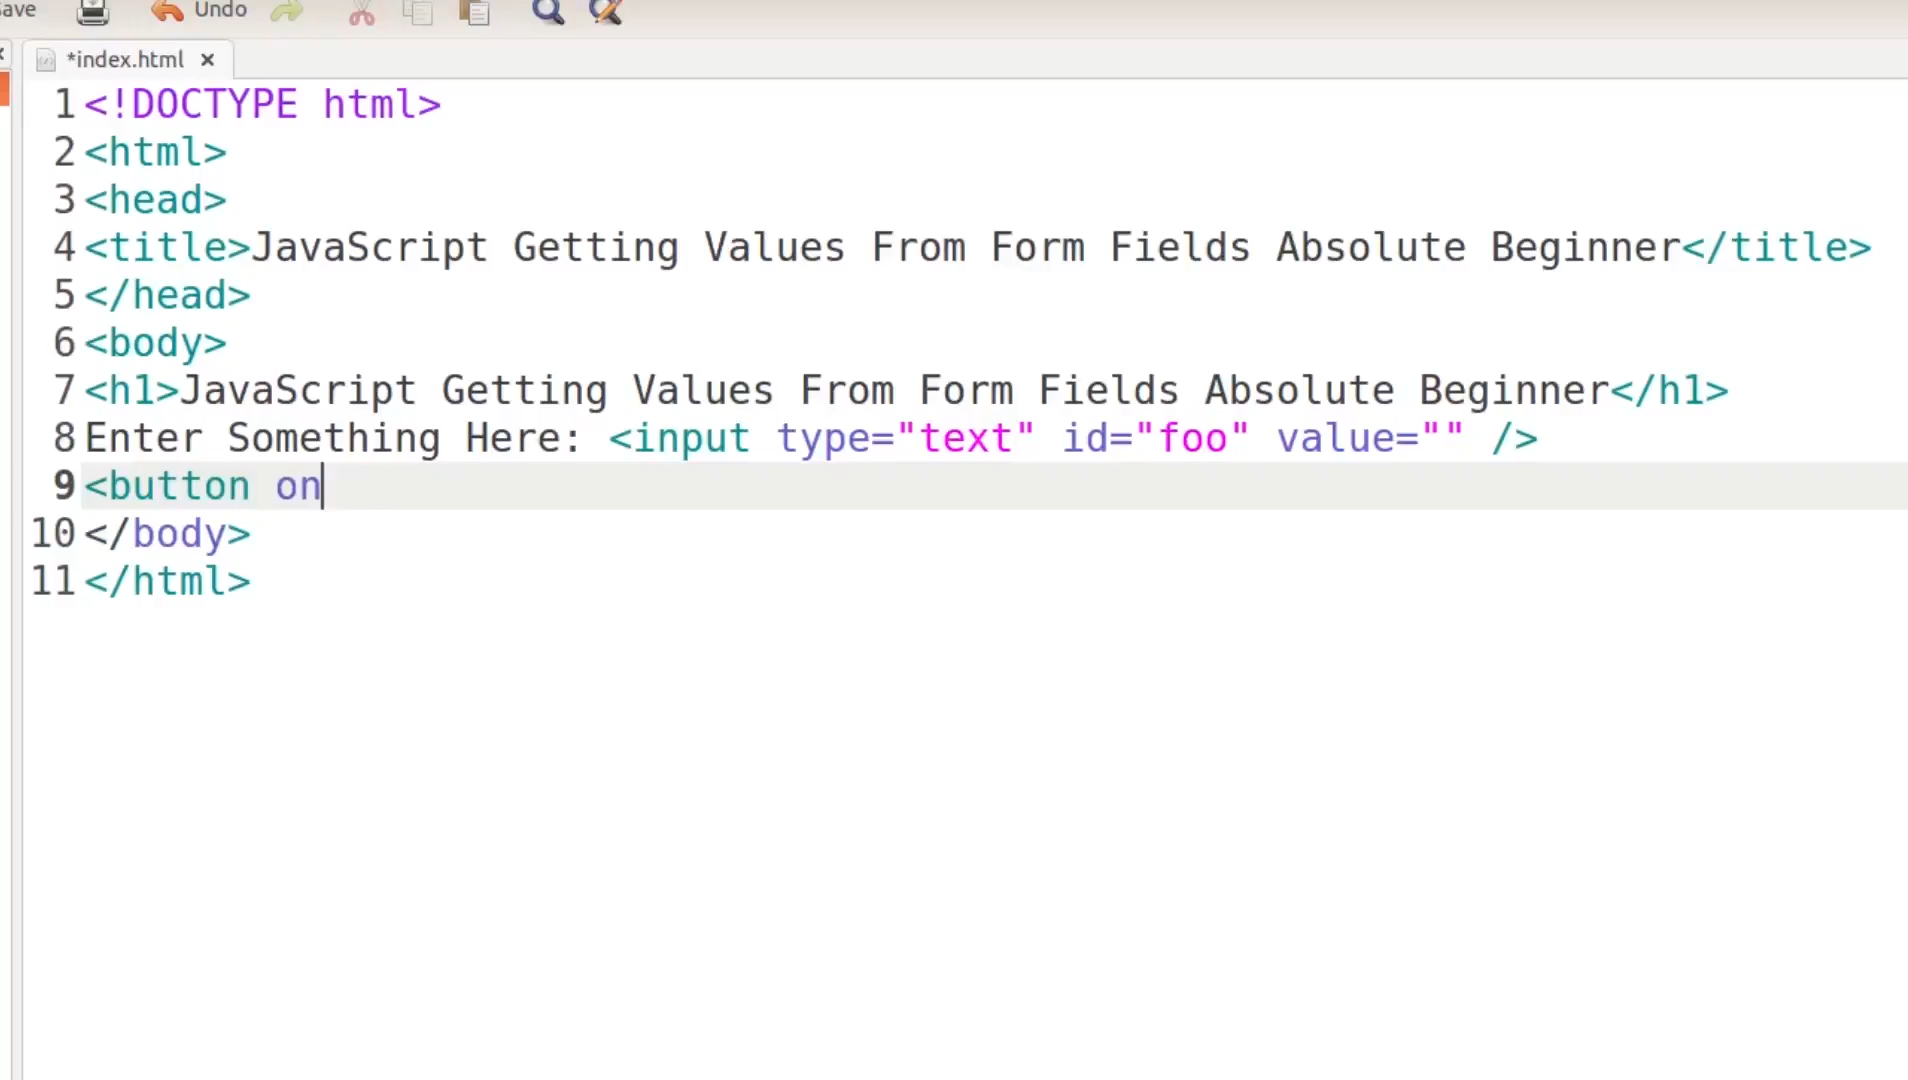 ave Undo
*index.html ×
1 <!DOCTYPE html>
2 <html>
3 <head>
4 <title>JavaScript Getting Values From Form Fields Absolute Beginner</title>
5 </head>
6 <body>
7 <h1>JavaScript Getting Values From Form Fields Absolute Beginner</h1>
8 Enter Something Here: <input type="text" id="foo" value="" />
9 <button on
10 </body>
11 </html>